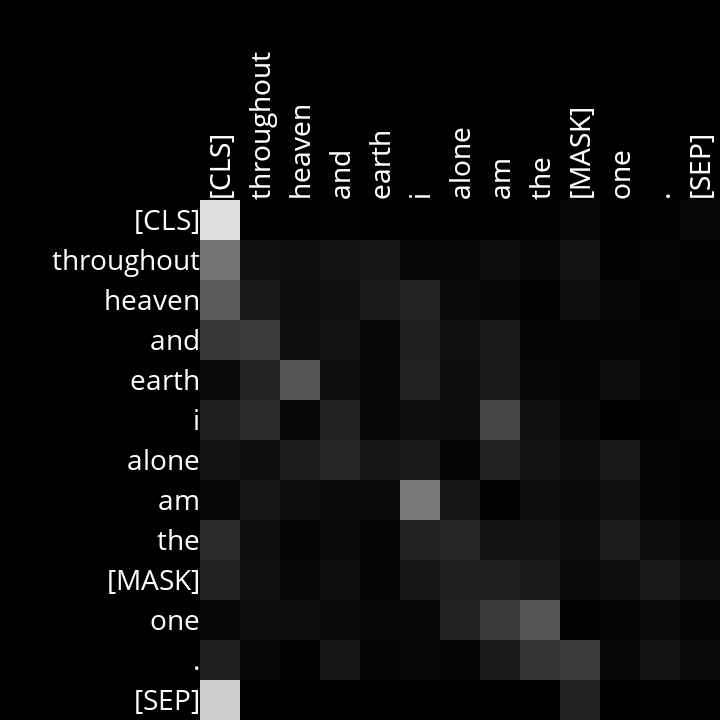 [CLS] throughout heaven and earth i alone am the [MASK] one . [SEP]
[CLS]
throughout
heaven
and
earth
i
alone
am
the
[MASK]
one
.
[SEP]